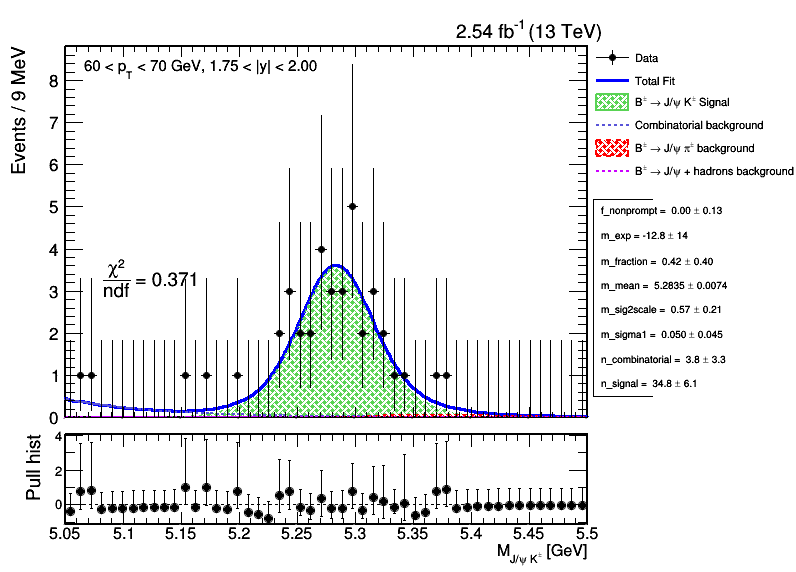 2.54 fb⁻¹ (13 TeV)
Events / 9 MeV
60 < p_T < 70 GeV, 1.75 < |y| < 2.00
8
7
6
5
4
3
2
1
0
χ²/ndf = 0.371
Data
Total Fit
B± → J/ψ K± Signal
Combinatorial background
B± → J/ψ π± background
B± → J/ψ + hadrons background
f_nonprompt = 0.00 ± 0.13
m_exp = -12.8 ± 14
m_fraction = 0.42 ± 0.40
m_mean = 5.2835 ± 0.0074
m_sig2scale = 0.57 ± 0.21
m_sigma1 = 0.050 ± 0.045
n_combinatorial = 3.8 ± 3.3
n_signal = 34.8 ± 6.1
Pull hist
4
2
0
5.05 5.1 5.15 5.2 5.25 5.3 5.35 5.4 5.45 5.5
M_J/ψ K± [GeV]